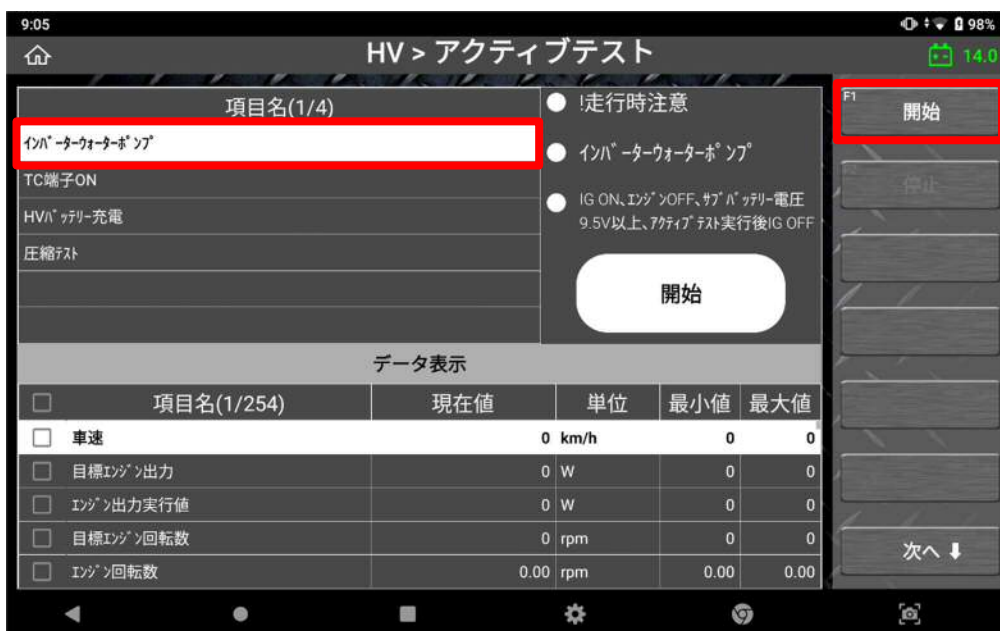 9:05
98%
HV > アクティブテスト
14.0
項目名(1/4)
インバーターウォーターポンプ
TC端子ON
HVバッテリー充電
圧縮テスト
!走行時注意
インバーターウォーターポンプ
IG ON、エンジンOFF、サブバッテリー電圧
9.5V以上、アクティブテスト実行後IG OFF
開始
F1
開始
F2
停止
データ表示
項目名(1/254) 現在値 単位 最小値 最大値
車速 0 km/h 0 0
目標エンジン出力 0 W 0 0
エンジン出力実行値 0 W 0 0
目標エンジン回転数 0 rpm 0 0
エンジン回転数 0.00 rpm 0.00 0.00
次へ ⬇